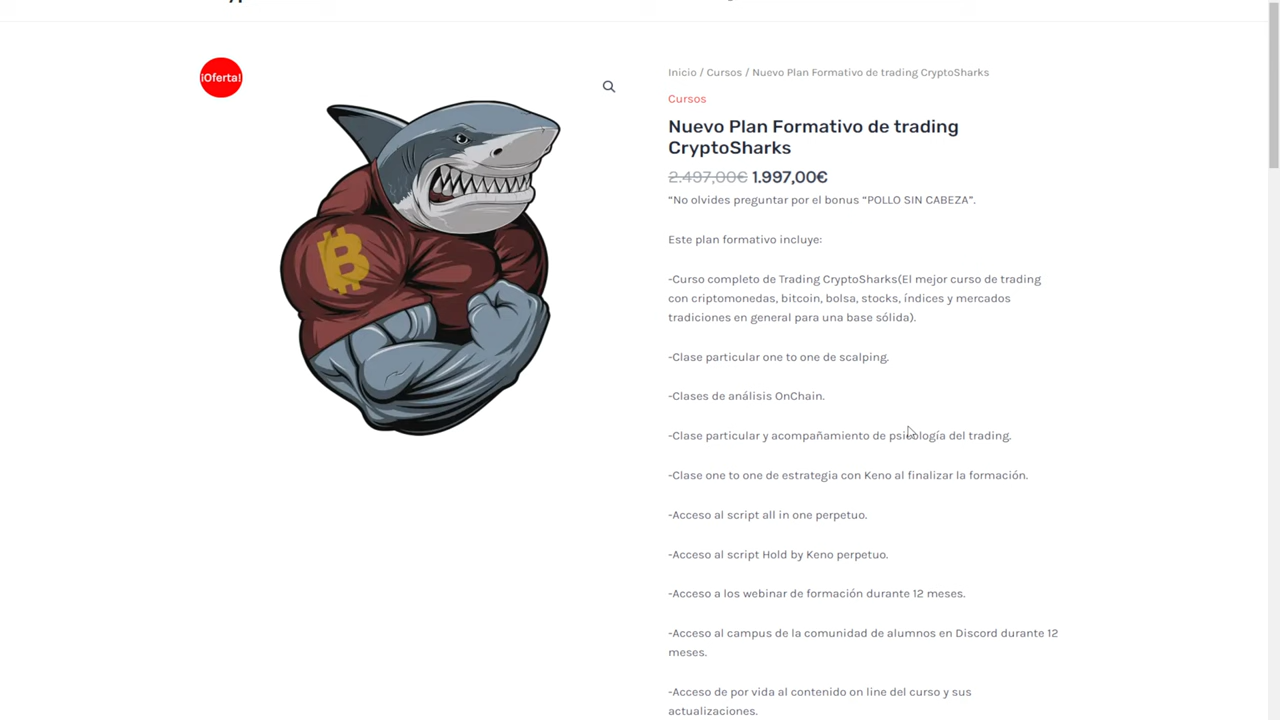 ¡Oferta!
Inicio / Cursos / Nuevo Plan Formativo de trading CryptoSharks
Cursos
Nuevo Plan Formativo de trading
CryptoSharks
2.497,00€ 1.997,00€
“No olvides preguntar por el bonus “POLLO SIN CABEZA”.
Este plan formativo incluye:
-Curso completo de Trading CryptoSharks(El mejor curso de trading
con criptomonedas, bitcoin, bolsa, stocks, índices y mercados
tradiciones en general para una base sólida).
-Clase particular one to one de scalping.
-Clases de análisis OnChain.
-Clase particular y acompañamiento de psicología del trading.
-Clase one to one de estrategia con Keno al finalizar la formación.
-Acceso al script all in one perpetuo.
-Acceso al script Hold by Keno perpetuo.
-Acceso a los webinar de formación durante 12 meses.
-Acceso al campus de la comunidad de alumnos en Discord durante 12
meses.
-Acceso de por vida al contenido on line del curso y sus
actualizaciones.